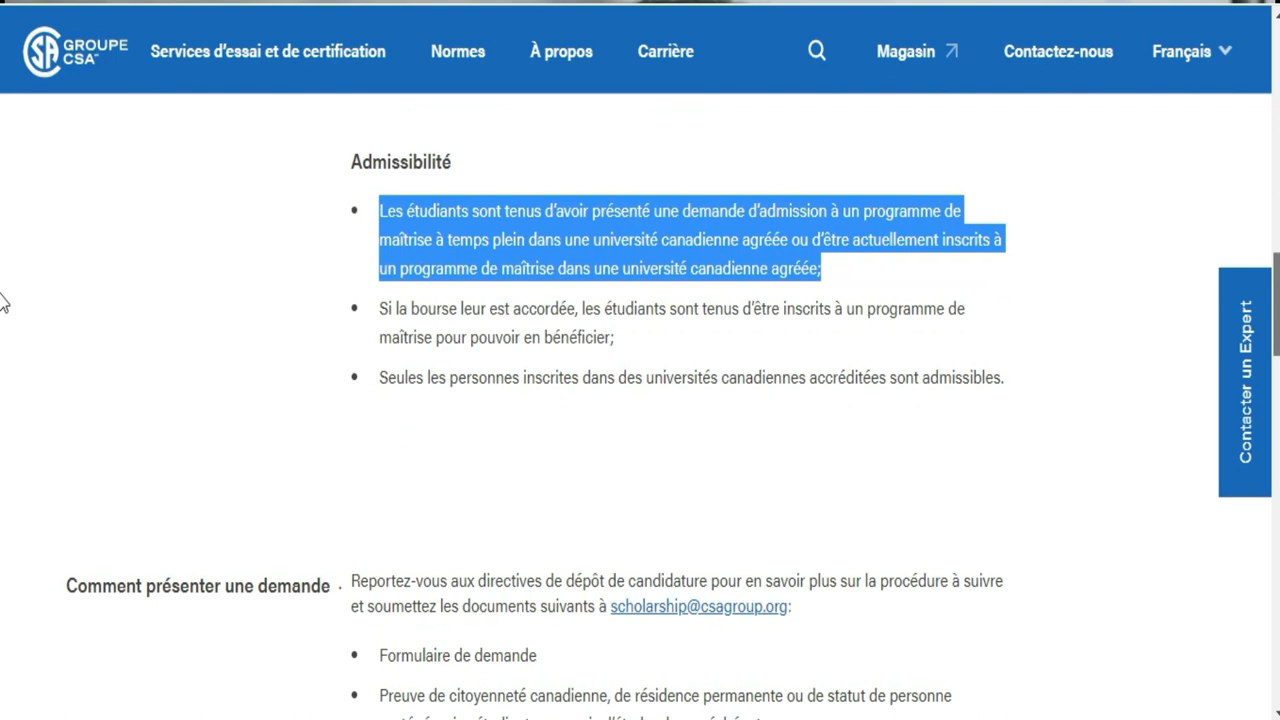 GROUPE
CSA™
Services d'essai et de certification
Normes
À propos
Carrière
Magasin
Contactez-nous
Français
Admissibilité
• Les étudiants sont tenus d'avoir présenté une demande d'admission à un programme de
maîtrise à temps plein dans une université canadienne agréée ou d'être actuellement inscrits à
un programme de maîtrise dans une université canadienne agréée;
• Si la bourse leur est accordée, les étudiants sont tenus d'être inscrits à un programme de
maîtrise pour pouvoir en bénéficier;
• Seules les personnes inscrites dans des universités canadiennes accréditées sont admissibles.
Contacter un Expert
Comment présenter une demande .
Reportez-vous aux directives de dépôt de candidature pour en savoir plus sur la procédure à suivre
et soumettez les documents suivants à scholarship@csagroup.org:
• Formulaire de demande
• Preuve de citoyenneté canadienne, de résidence permanente ou de statut de personne